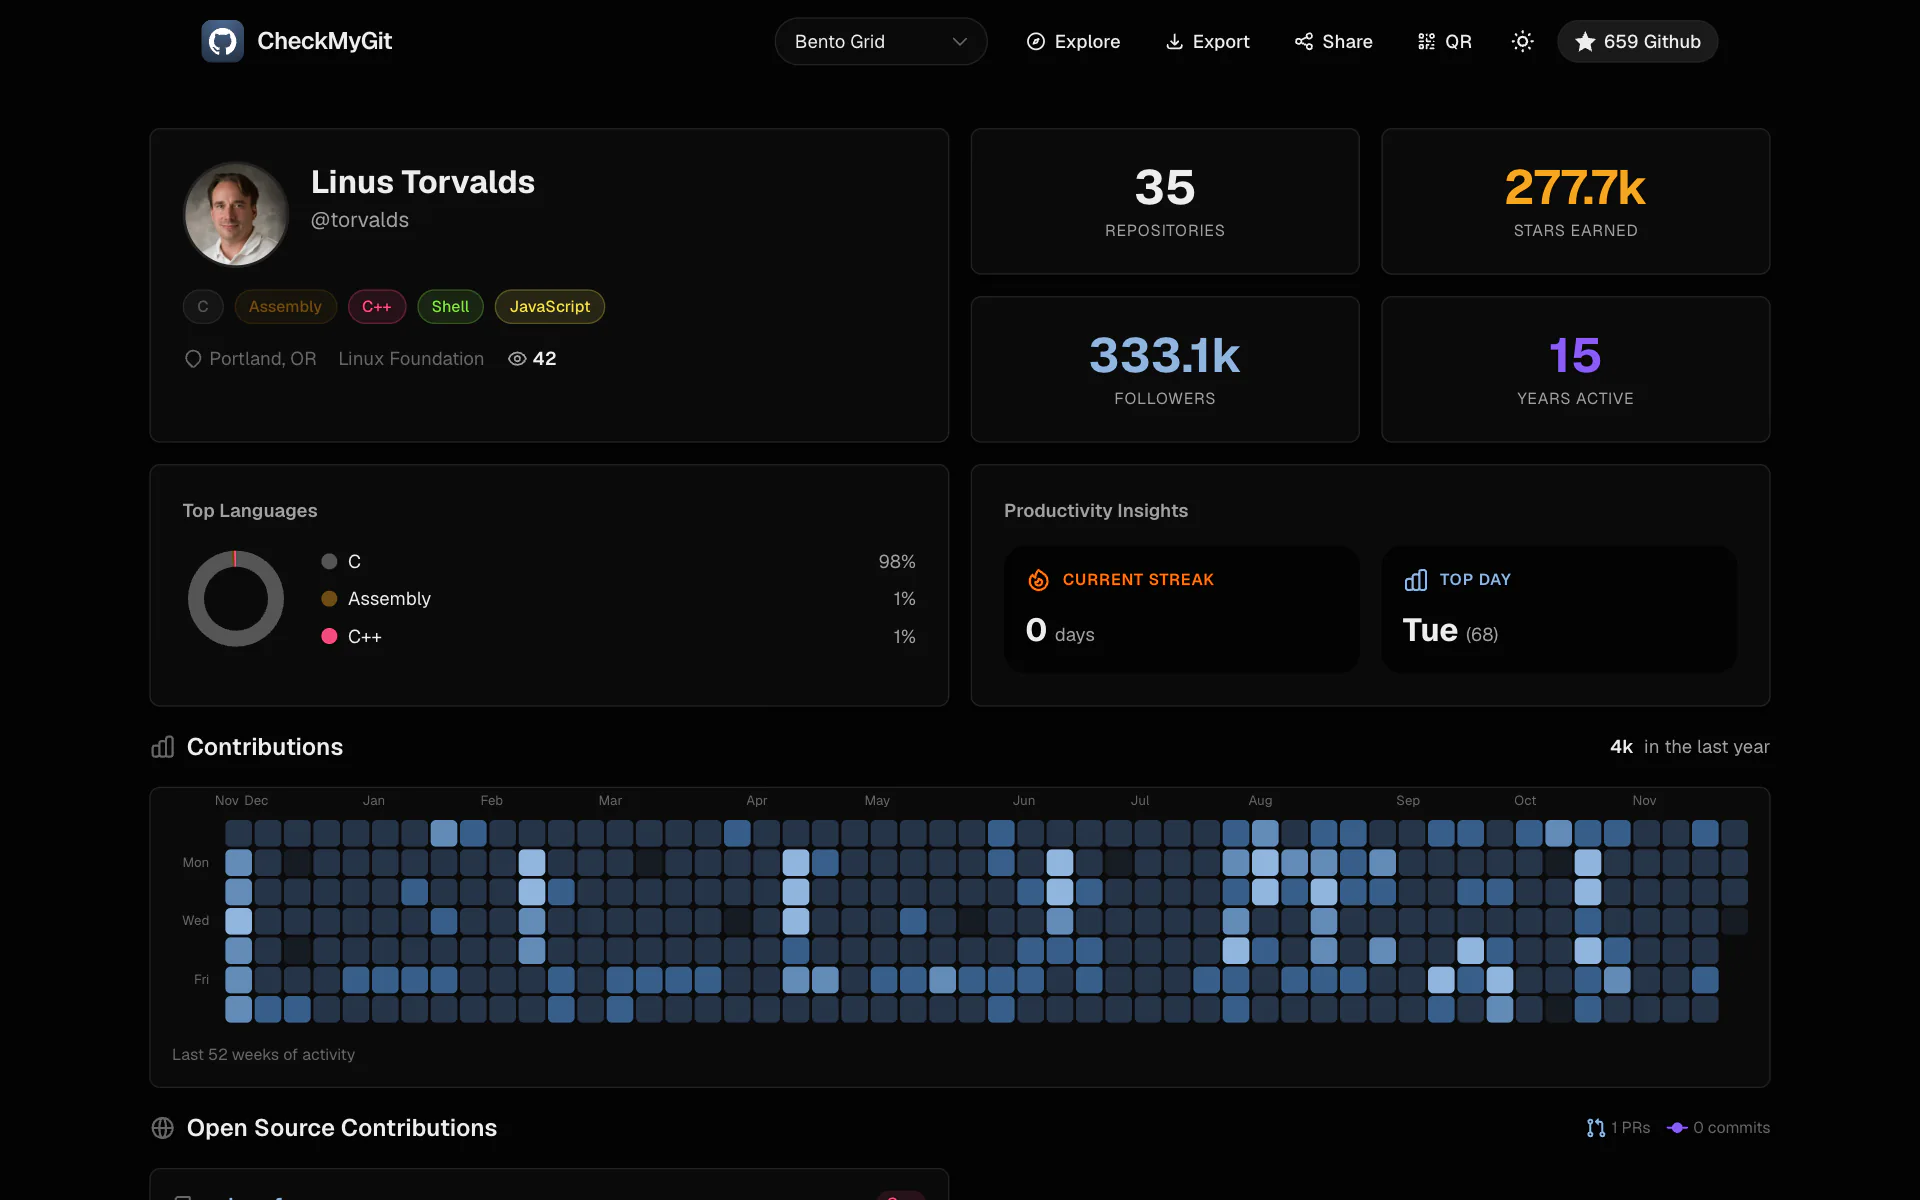 CheckMyGit
Bento Grid
Explore
Export
Share
QR
659 Github
Linus Torvalds
@torvalds
C
Assembly
C++
Shell
JavaScript
Portland, OR
Linux Foundation
42
35
REPOSITORIES
277.7k
STARS EARNED
333.1k
FOLLOWERS
15
YEARS ACTIVE
Top Languages
C 98%
Assembly 1%
C++ 1%
Productivity Insights
CURRENT STREAK
0 days
TOP DAY
Tue (68)
Contributions
4k in the last year
Nov Dec Jan Feb Mar Apr May Jun Jul Aug Sep Oct Nov
Mon
Wed
Fri
Last 52 weeks of activity
Open Source Contributions
1 PRs
0 commits